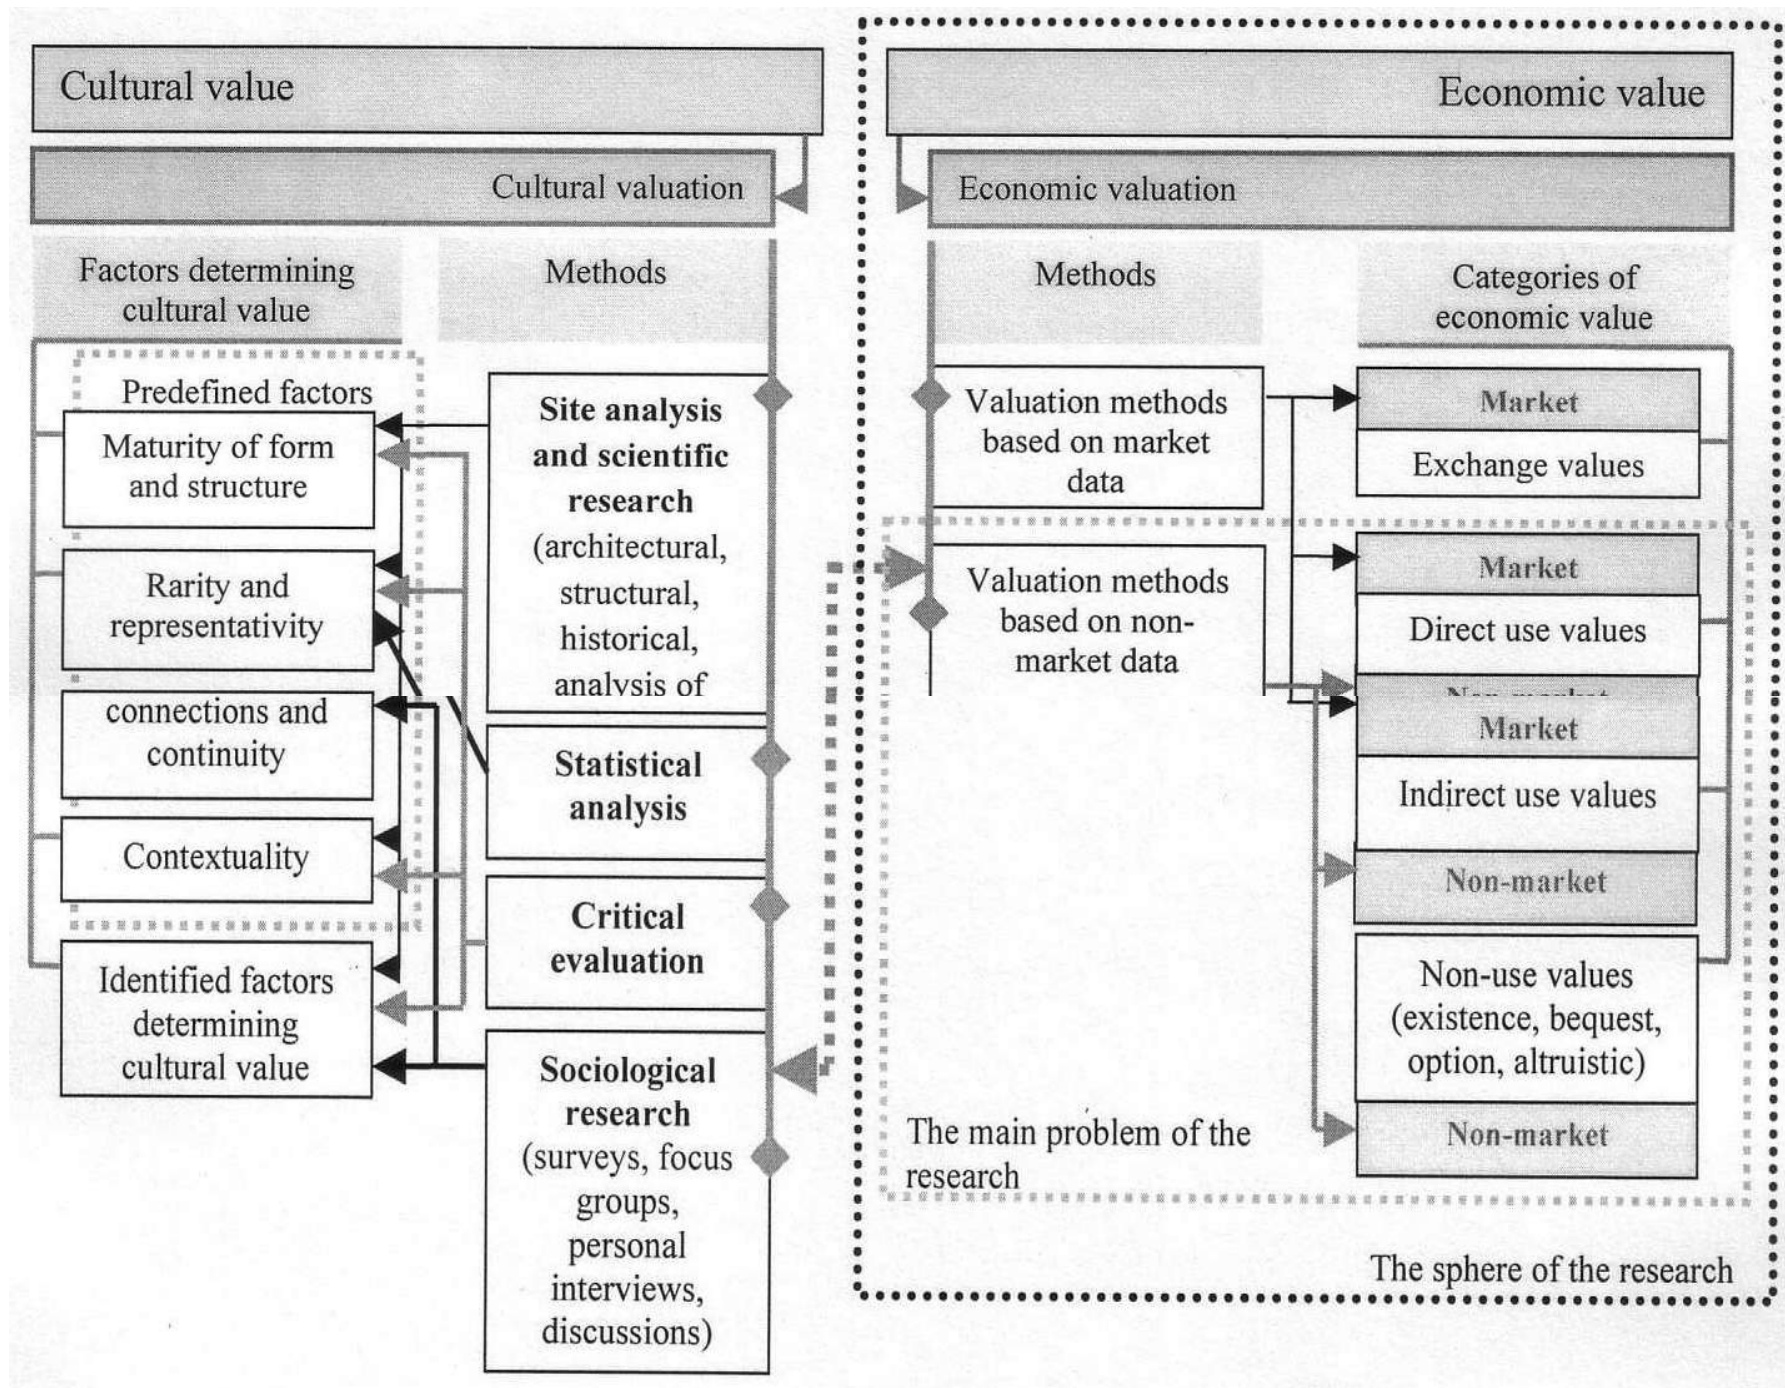 Cultural value
Cultural valuation
Factors determining
cultural value
Methods
Predefined factors
Maturity of form
and structure
Rarity and
representativity
connections and
continuity
Contextuality
Identified factors
determining
cultural value
Site analysis
and scientific
research
(architectural,
structural,
historical,
analysis of
Statistical
analysis
Critical
evaluation
Sociological
research
(surveys, focus
groups,
personal
interviews,
discussions)
Economic value
Economic valuation
Methods
Categories of
economic value
Valuation methods
based on market
data
Valuation methods
based on non-
market data
Market
Exchange values
Market
Direct use values
Non-market
Market
Indirect use values
Non-market
Non-use values
(existence, bequest,
option, altruistic)
Non-market
The main problem of the
research
The sphere of the research